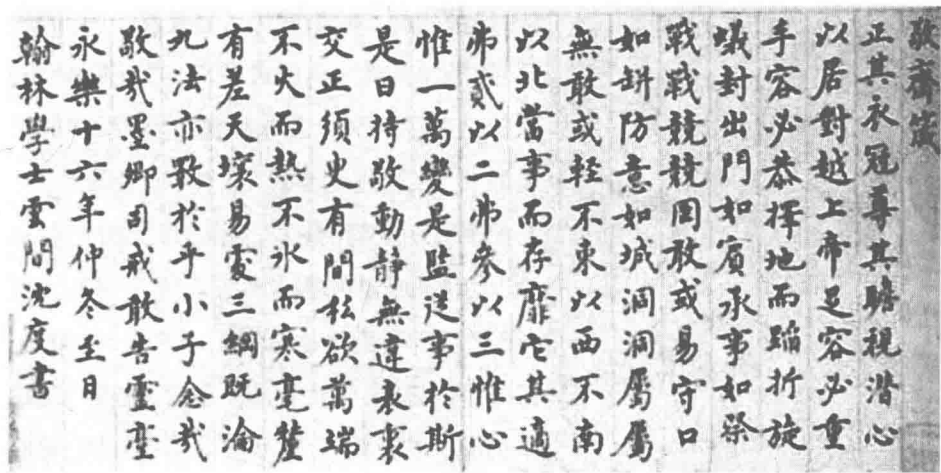 敬齋箴
正其衣冠尊其瞻視潛心
以居對越上帝足容必重
手容必恭擇地而蹈折旋
蟻封出門如賓承事如祭
戰戰兢兢罔敢或易守口
如缾防意如城洞洞屬屬
無敢或輕不東以西不南
以北當事而存靡它其適
弗貳以二弗參以三惟心
惟一萬變是監從事於斯
是曰持敬動靜無違表裏
交正須臾有間私欲萬端
不火而熱不冰而寒毫釐
有差天壤易處三綱既淪
九法亦斁於乎小子念哉
敬哉墨卿司戒敢告靈臺
永樂十六年仲冬至日
翰林學士雲間沈度書